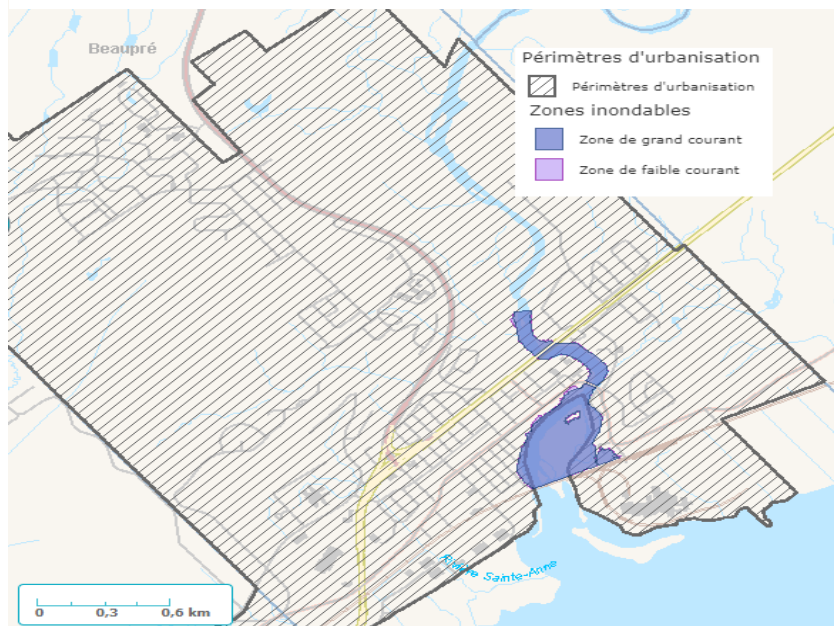 Beaupré
Périmètres d'urbanisation
Périmètres d'urbanisation
Zones inondables
Zone de grand courant
Zone de faible courant
Rivière Sainte-Anne
0 0,3 0,6 km